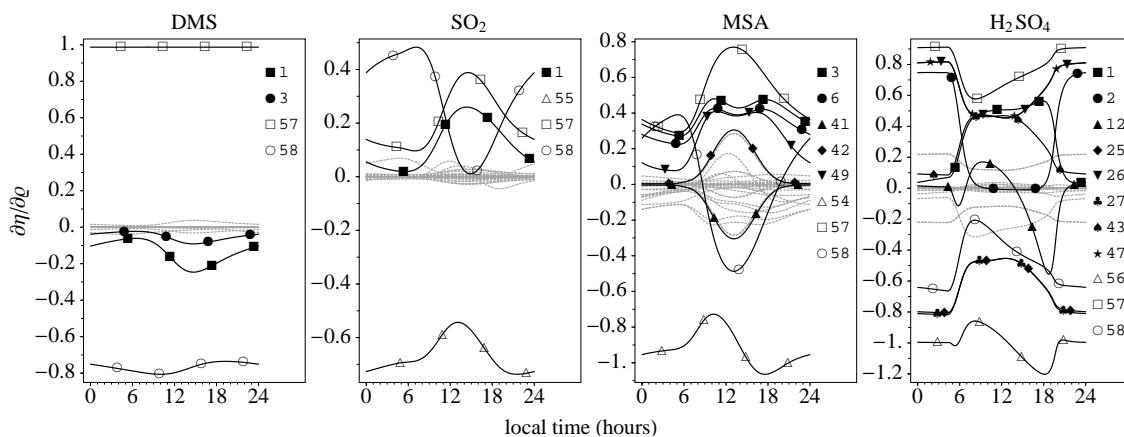 DMS SO2 MSA H2SO4
∂η/∂ϱ
1. 0.8 0.6 0.4 0.2 0. −0.2 −0.4 −0.6 −0.8
0 6 12 18 24
1
3
57
58
0.4 0.2 0. −0.2 −0.4 −0.6
0 6 12 18 24
1
55
57
58
0.8 0.6 0.4 0.2 0. −0.2 −0.4 −0.6 −0.8 −1.
0 6 12 18 24
3
6
41
42
49
54
57
58
0.8 0.6 0.4 0.2 0. −0.2 −0.4 −0.6 −0.8 −1. −1.2
0 6 12 18 24
1
2
12
25
26
27
43
47
56
57
58
local time (hours)